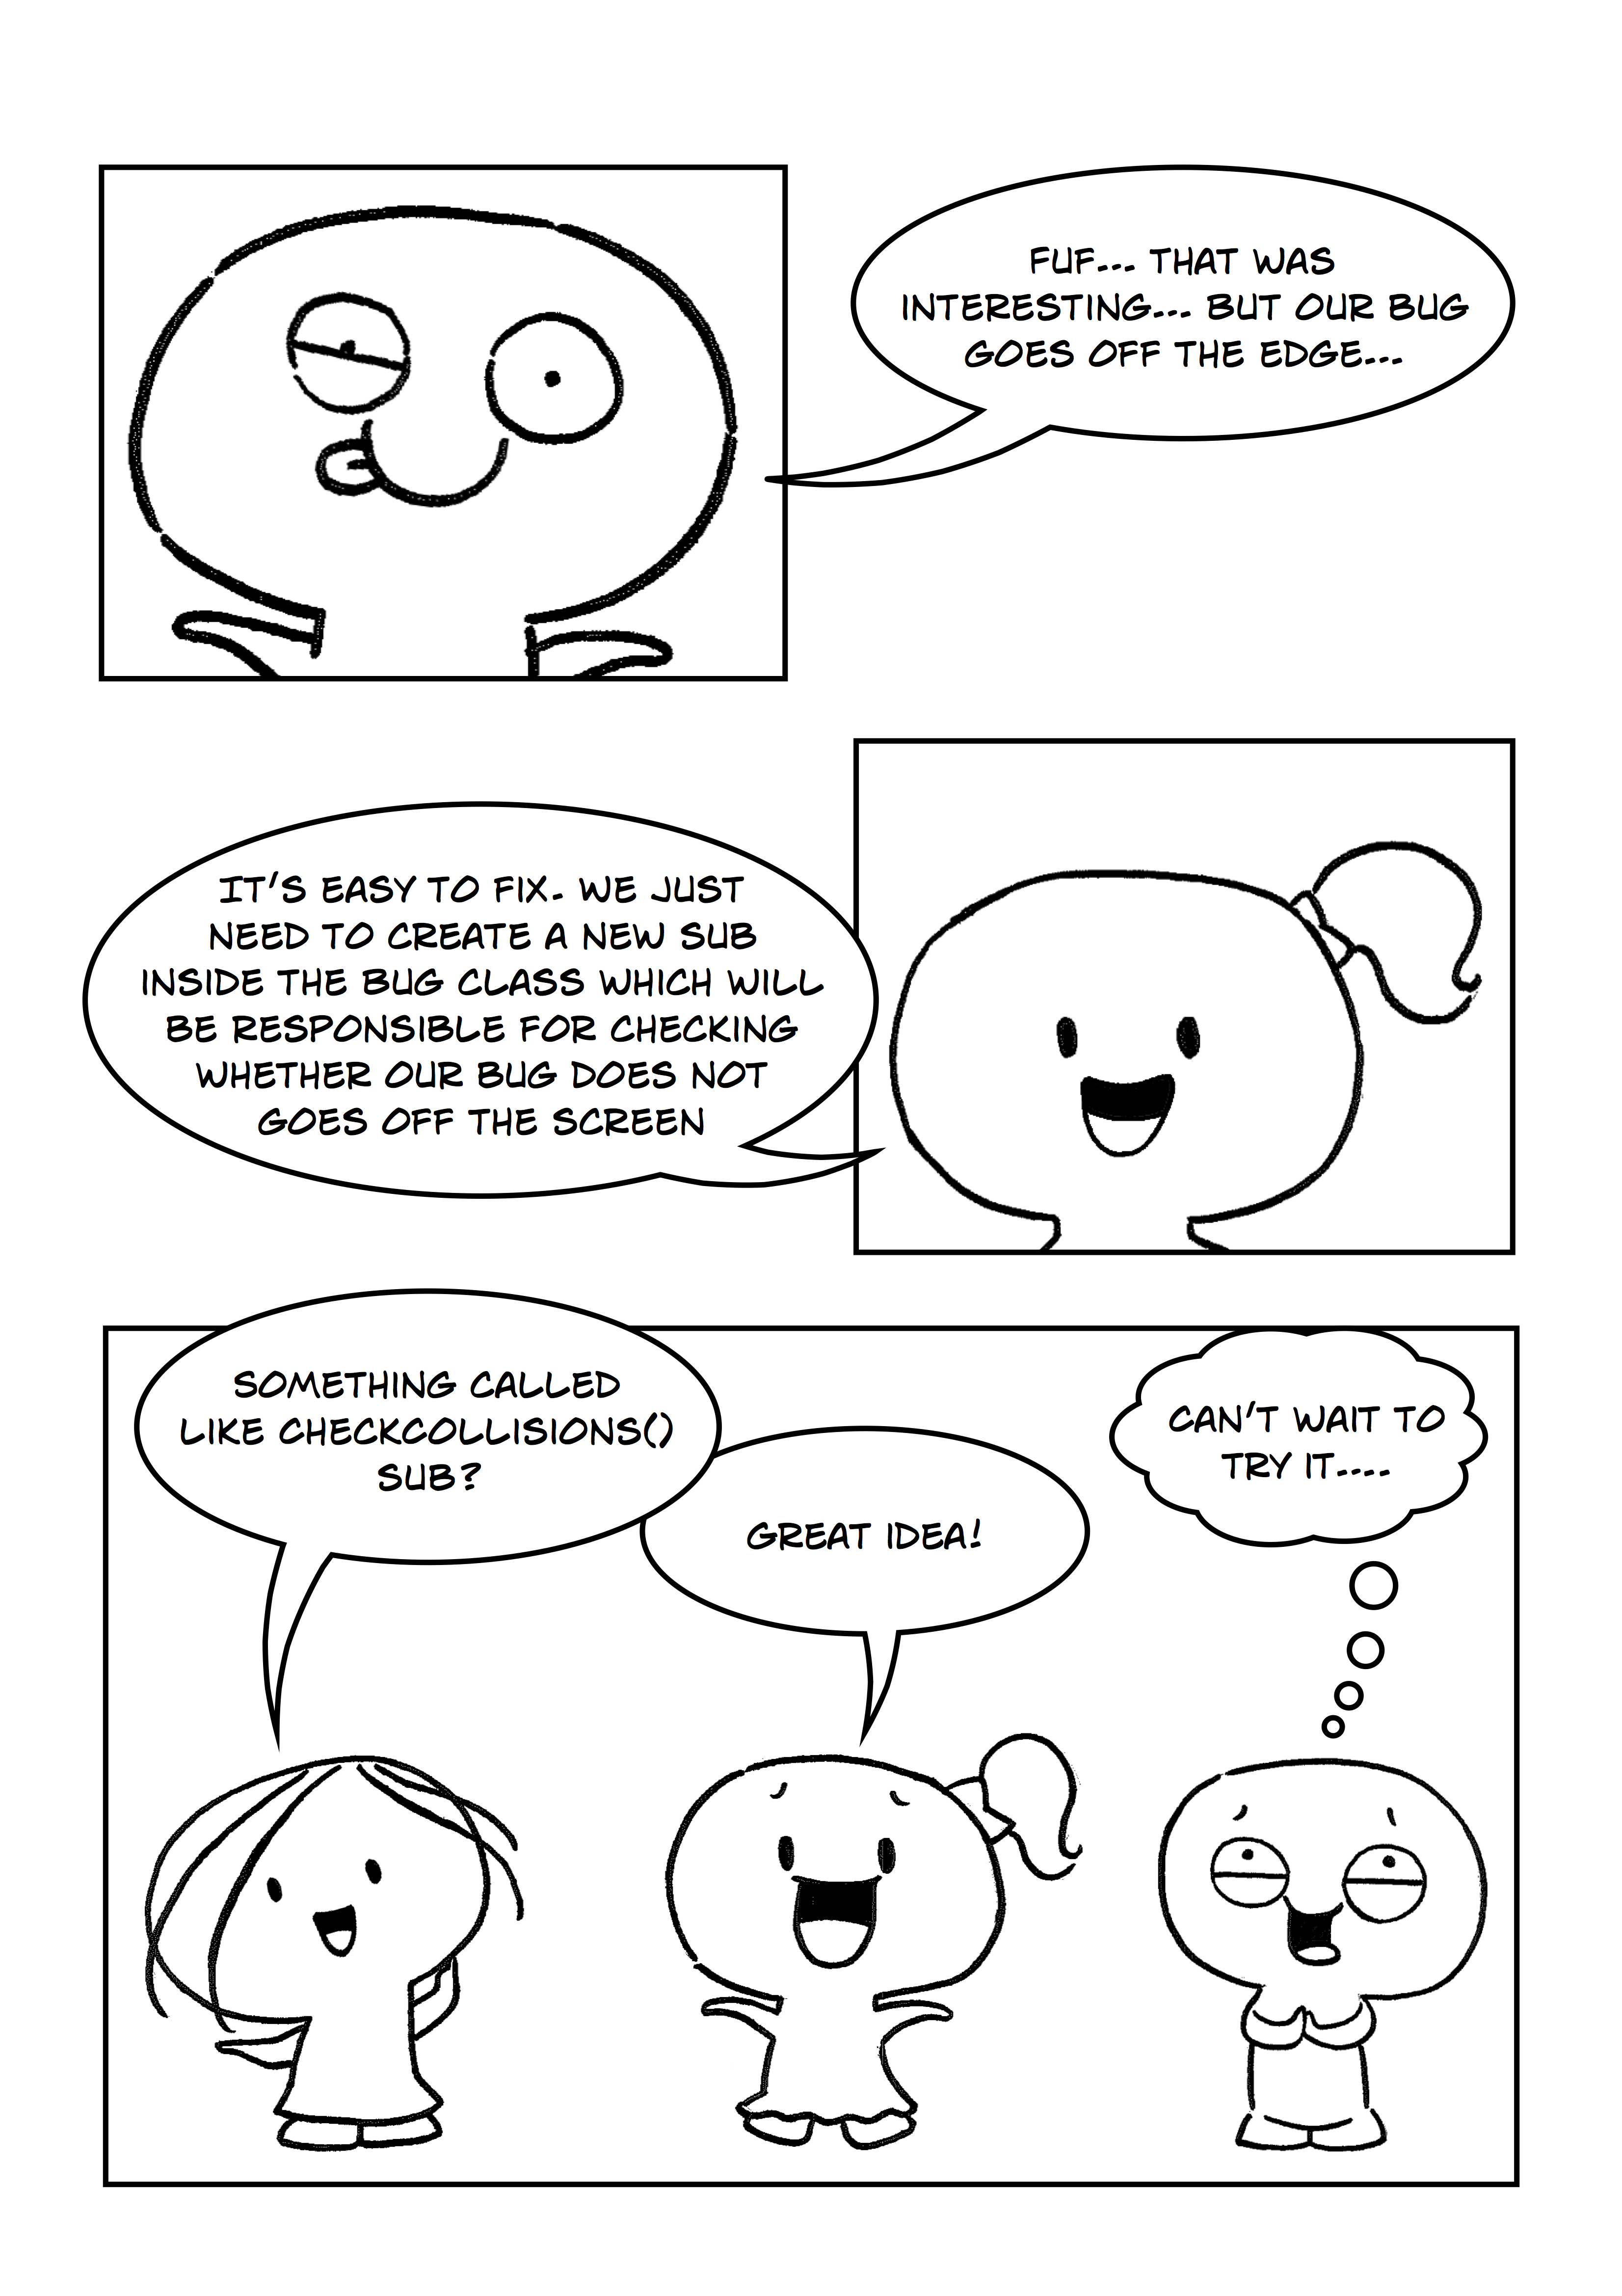 FUF... THAT WAS
INTERESTING... BUT OUR BUG
GOES OFF THE EDGE...
IT'S EASY TO FIX. WE JUST
NEED TO CREATE A NEW SUB
INSIDE THE BUG CLASS WHICH WILL
BE RESPONSIBLE FOR CHECKING
WHETHER OUR BUG DOES NOT
GOES OFF THE SCREEN
SOMETHING CALLED
LIKE CHECKCOLLISIONS()
SUB?
GREAT IDEA!
CAN'T WAIT TO
TRY IT....